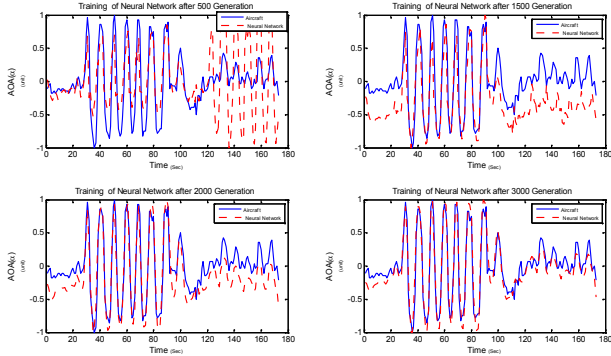 Training of Neural Network after 500 Generation
Aircraft
Neural Network
AOA(α)
(unit)
1
0.5
0
-0.5
-1
0 20 40 60 80 100 120 140 160 180
Time (Sec)
Training of Neural Network after 1500 Generation
Aircraft
Neural Network
AOA(α)
(unit)
1
0.5
0
-0.5
-1
0 20 40 60 80 100 120 140 160 180
Time (Sec)
Training of Neural Network after 2000 Generation
Aircraft
Neural Network
AOA(α)
(unit)
1
0.5
0
-0.5
-1
0 20 40 60 80 100 120 140 160 180
Time (Sec)
Training of Neural Network after 3000 Generation
Aircraft
Neural Network
AOA(α)
(unit)
1
0.5
0
-0.5
-1
0 20 40 60 80 100 120 140 160 180
Time (Sec)